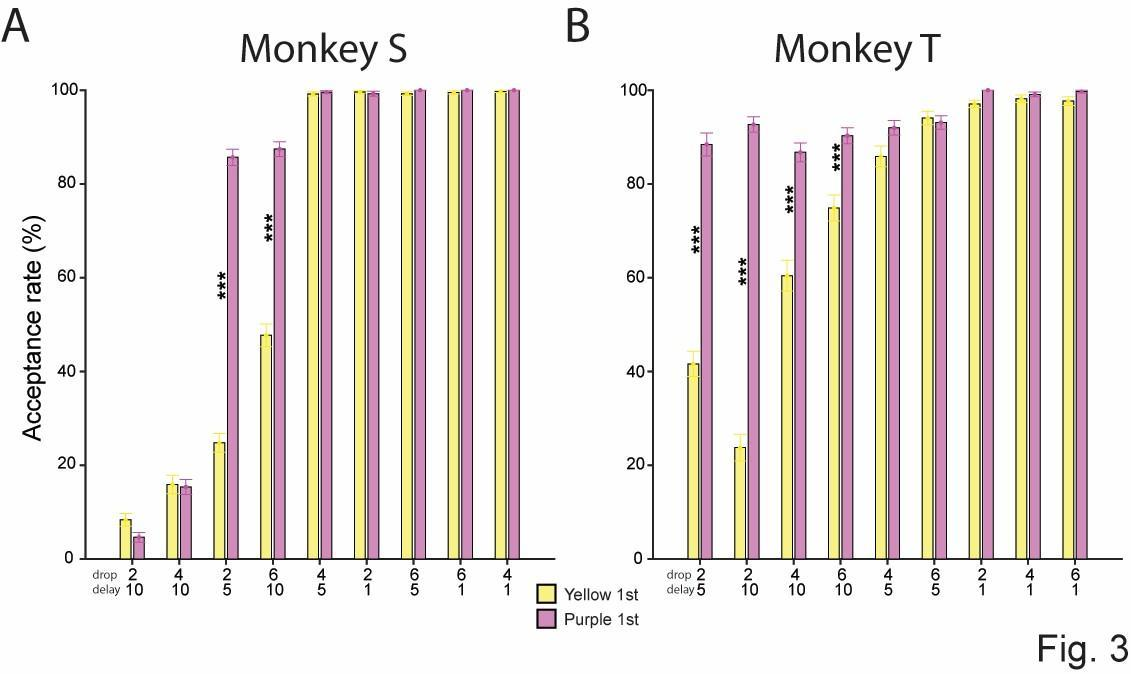 A
B
Monkey S
Monkey T
Acceptance rate (%)
100
80
60
40
20
0
***
***
drop 2 4 2 6 4 2 6 6 4
delay 10 10 5 10 5 1 5 1 1
100
80
60
40
20
0
***
***
***
***
drop 2 2 4 6 4 6 2 4 6
delay 5 10 10 10 5 5 1 1 1
Yellow 1st
Purple 1st
Fig. 3